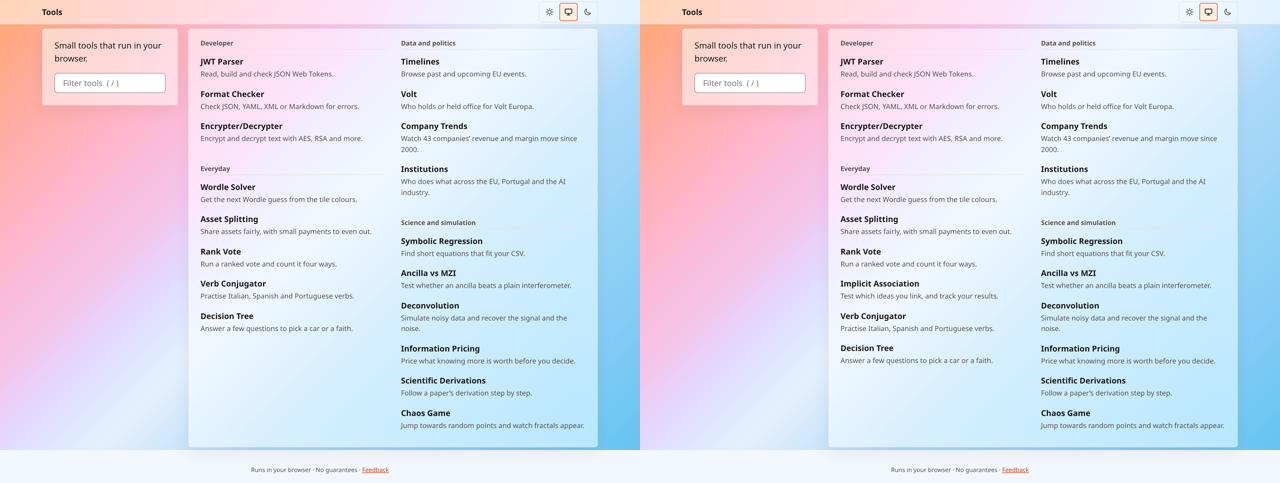 Tools
Small tools that run in your
browser.
Filter tools ( / )
Developer
JWT Parser
Read, build and check JSON Web Tokens.
Format Checker
Check JSON, YAML, XML or Markdown for errors.
Encrypter/Decrypter
Encrypt and decrypt text with AES, RSA and more.
Everyday
Wordle Solver
Get the next Wordle guess from the tile colours.
Asset Splitting
Share assets fairly, with small payments to even out.
Rank Vote
Run a ranked vote and count it four ways.
Verb Conjugator
Practise Italian, Spanish and Portuguese verbs.
Decision Tree
Answer a few questions to pick a car or a faith.
Data and politics
Timelines
Browse past and upcoming EU events.
Volt
Who holds or held office for Volt Europa.
Company Trends
Watch 43 companies' revenue and margin move since
2000.
Institutions
Who does what across the EU, Portugal and the AI
industry.
Science and simulation
Symbolic Regression
Find short equations that fit your CSV.
Ancilla vs MZI
Test whether an ancilla beats a plain interferometer.
Deconvolution
Simulate noisy data and recover the signal and the
noise.
Information Pricing
Price what knowing more is worth before you decide.
Scientific Derivations
Follow a paper's derivation step by step.
Chaos Game
Jump towards random points and watch fractals appear.
Runs in your browser · No guarantees · Feedback
Tools
Small tools that run in your
browser.
Filter tools ( / )
Developer
JWT Parser
Read, build and check JSON Web Tokens.
Format Checker
Check JSON, YAML, XML or Markdown for errors.
Encrypter/Decrypter
Encrypt and decrypt text with AES, RSA and more.
Everyday
Wordle Solver
Get the next Wordle guess from the tile colours.
Asset Splitting
Share assets fairly, with small payments to even out.
Rank Vote
Run a ranked vote and count it four ways.
Implicit Association
Test which ideas you link, and track your results.
Verb Conjugator
Practise Italian, Spanish and Portuguese verbs.
Decision Tree
Answer a few questions to pick a car or a faith.
Data and politics
Timelines
Browse past and upcoming EU events.
Volt
Who holds or held office for Volt Europa.
Company Trends
Watch 43 companies' revenue and margin move since
2000.
Institutions
Who does what across the EU, Portugal and the AI
industry.
Science and simulation
Symbolic Regression
Find short equations that fit your CSV.
Ancilla vs MZI
Test whether an ancilla beats a plain interferometer.
Deconvolution
Simulate noisy data and recover the signal and the
noise.
Information Pricing
Price what knowing more is worth before you decide.
Scientific Derivations
Follow a paper's derivation step by step.
Chaos Game
Jump towards random points and watch fractals appear.
Runs in your browser · No guarantees · Feedback